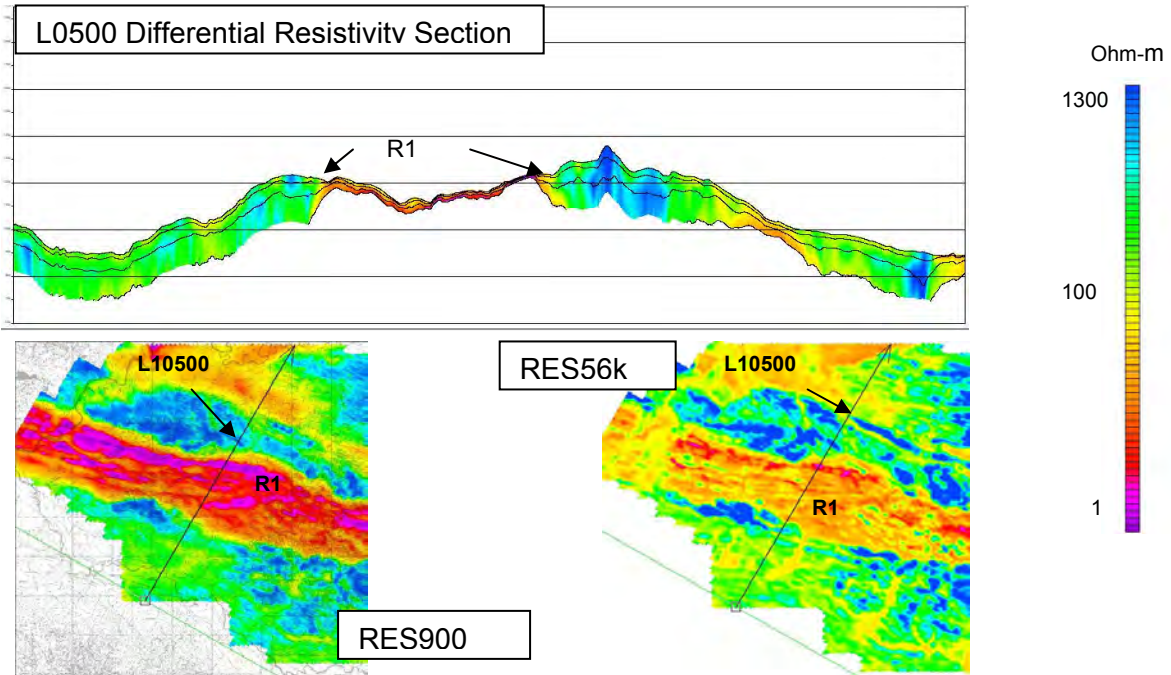 L0500 Differential Resistivity Section
Ohm-m
1300
R1
100
L10500
RES56k
L10500
R1
R1
1
RES900